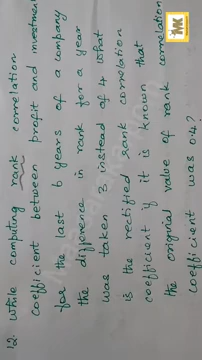 12. While computing rank correlation
coefficient between profit and investment
for the last 6 years of a company
the difference in rank for a year
was taken 3 instead of 4 what
is the rectified rank correlation
coefficient if it is known that
the original value of rank correlation
coefficient was 0.4?